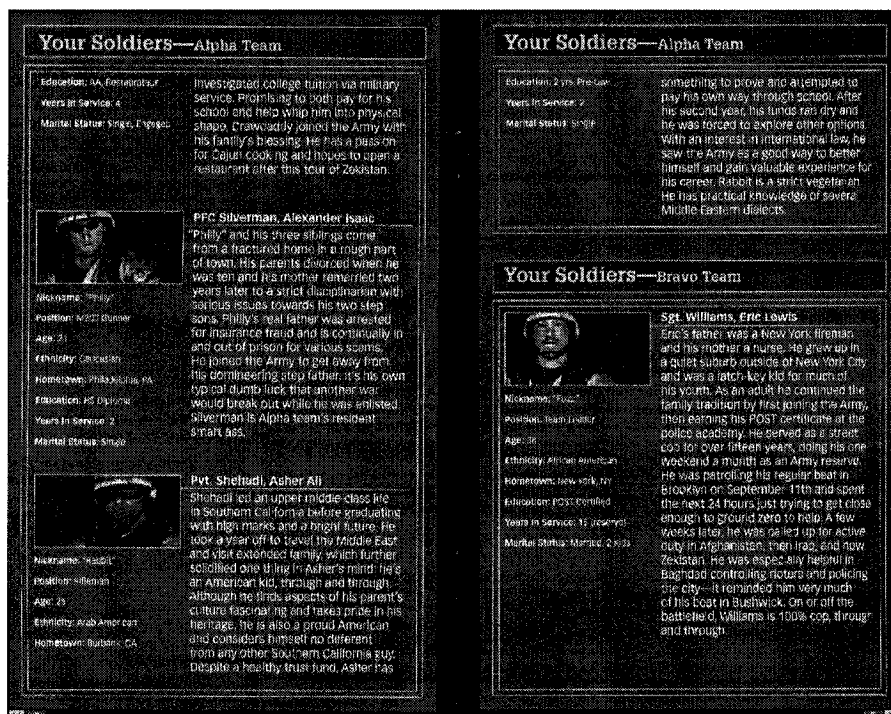 Your Soldiers—Alpha Team
Education: AA, Restaurateur
Years in Service: 4
Marital Status: Single, Engaged
investigated college tuition via military
service. Promising to both pay for his
school and help whip him into physical
shape, Crawdaddy joined the Army with
his family's blessing. He has a passion
for Cajun cooking and hopes to open a
restaurant after this tour of Zekistan.
PFC Silverman, Alexander Isaac
Nickname: "Philly"
Position: M203 Gunner
Age: 21
Ethnicity: Caucasian
Hometown: Philadelphia, PA
Education: HS Diploma
Years in Service: 2
Marital Status: Single
"Philly" and his three siblings come
from a fractured home in a rough part
of town. His parents divorced when he
was ten and his mother remarried two
years later to a strict disciplinarian with
serious issues towards his two step
sons. Philly's real father was arrested
for insurance fraud and is continually in
and out of prison for various scams.
He joined the Army to get away from
his domineering step father. It's his own
typical dumb luck that another war
would break out while he was enlisted.
Silverman is Alpha team's resident
smart ass.
Pvt. Shehadi, Asher Ali
Nickname: "Rabbit"
Position: Rifleman
Age: 23
Ethnicity: Arab American
Hometown: Burbank, CA
Shehadi led an upper middle-class life
in Southern California before graduating
with high marks and a bright future. He
took a year off to travel the Middle East
and visit extended family, which further
solidified one thing in Asher's mind: he's
an American kid, through and through.
Although he finds aspects of his parent's
culture fascinating and takes pride in his
heritage, he is also a proud American
and considers himself no different
from any other Southern California guy.
Despite a healthy trust fund, Asher has
Your Soldiers—Alpha Team
Education: 2 yrs. Pre-Law
Years in Service: 2
Marital Status: Single
something to prove and attempted to
pay his own way through school. After
his second year, his funds ran dry and
he was forced to explore other options.
With an interest in international law, he
saw the Army as a good way to better
himself and gain valuable experience for
his career. Rabbit is a strict vegetarian.
He has practical knowledge of several
Middle Eastern dialects.
Your Soldiers—Bravo Team
Sgt. Williams, Eric Lewis
Nickname: "Fuzz"
Position: Team Leader
Age: 36
Ethnicity: African American
Hometown: New York, NY
Education: POST Certified
Years in Service: 15 (reserve)
Marital Status: Married, 2 kids
Eric's father was a New York fireman
and his mother a nurse. He grew up in
a quiet suburb outside of New York City
and was a latch-key kid for much of
his youth. As an adult he continued the
family tradition by first joining the Army,
then earning his POST certificate at the
police academy. He served as a street
cop for over fifteen years, doing his one
weekend a month as an Army reserve.
He was patrolling his regular beat in
Brooklyn on September 11th and spent
the next 24 hours just trying to get close
enough to ground zero to help. A few
weeks later, he was called up for active
duty in Afghanistan, then Iraq, and now
Zekistan. He was especially helpful in
Baghdad controlling rioters and policing
the city—it reminded him very much
of his beat in Bushwick. On or off the
battlefield, Williams is 100% cop, through
and through.